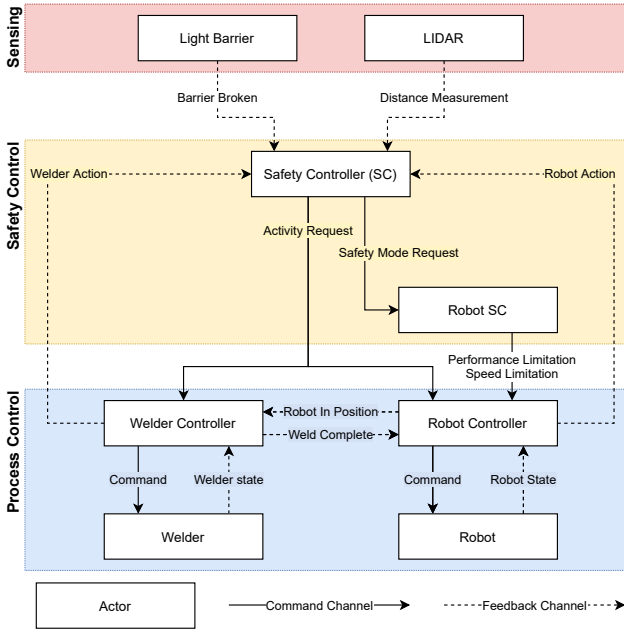 Sensing
Light Barrier
LIDAR
Barrier Broken
Distance Measurement
Safety Control
Welder Action
Safety Controller (SC)
Robot Action
Activity Request
Safety Mode Request
Robot SC
Performance Limitation
Speed Limitation
Process Control
Welder Controller
Robot In Position
Weld Complete
Robot Controller
Command
Welder state
Command
Robot State
Welder
Robot
Actor
Command Channel
Feedback Channel